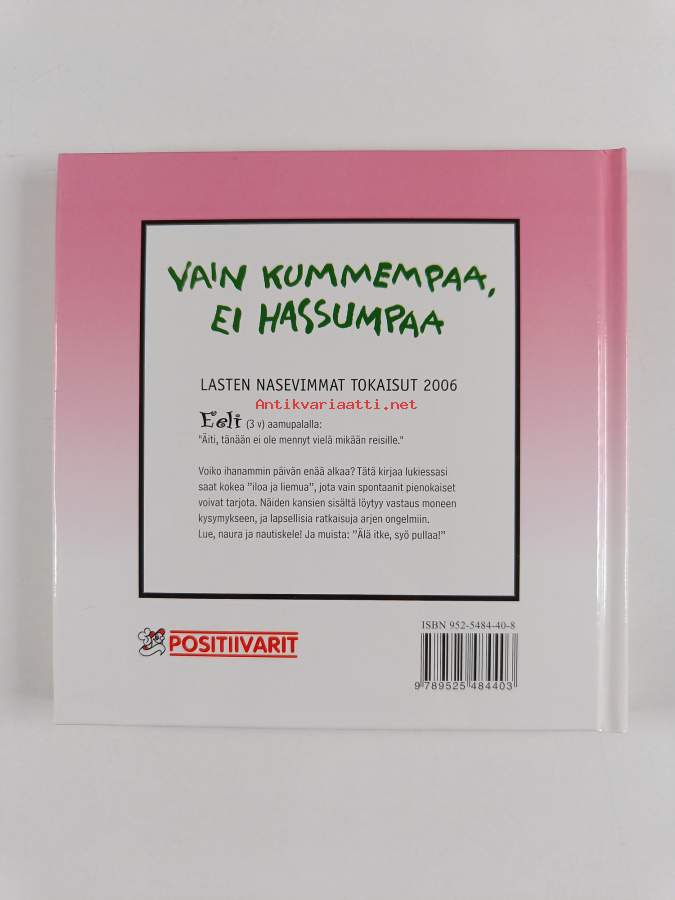 VAIN KUMMEMPAA,
EI HASSUMPAA
LASTEN NASEVIMMAT TOKAISUT 2006
Antikvariaatti.net
Eeli (3 v) aamupalalla:
"Äiti, tänään ei ole mennyt vielä mikään reisille."
Voiko ihanammin päivän enää alkaa? Tätä kirjaa lukiessasi
saat kokea ”iloa ja liemua”, jota vain spontaanit pienokaiset
voivat tarjota. Näiden kansien sisältä löytyy vastaus moneen
kysymykseen, ja lapsellisia ratkaisuja arjen ongelmiin.
Lue, naura ja nautiskele! Ja muista: ”Älä itke, syö pullaa!”
POSITIIVARIT
ISBN 952-5484-40-8
9 789525 484403